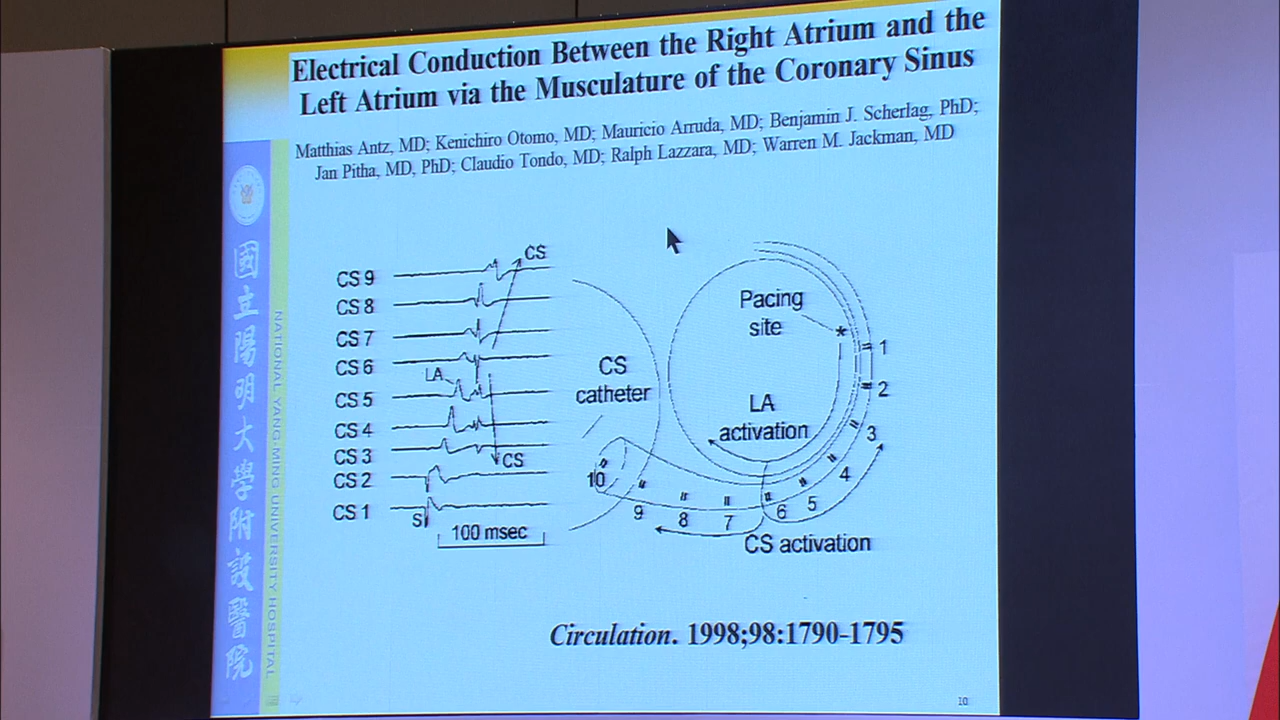 Electrical Conduction Between the Right Atrium and the
Left Atrium via the Musculature of the Coronary Sinus
Matthias Antz, MD; Kenichiro Otomo, MD; Mauricio Arruda, MD; Benjamin J. Scherlag, PhD;
Jan Pitha, MD, PhD; Claudio Tondo, MD; Ralph Lazzara, MD; Warren M. Jackman, MD
國立陽明大學附設醫院
NATIONAL YANG-MING UNIVERSITY HOSPITAL
CS 9
CS 8
CS 7
CS 6
CS 5
CS 4
CS 3
CS 2
CS 1
CS
LA
CS
S
100 msec
CS
catheter
Pacing
site
*
LA
activation
1
2
3
4
5
6
7
8
9
10
CS activation
Circulation. 1998;98:1790-1795
10